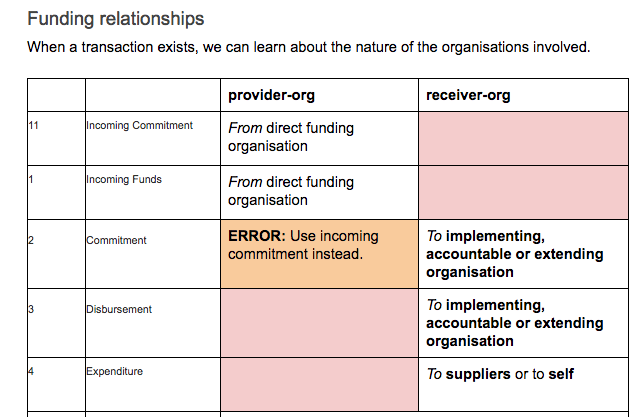 Funding relationships
When a transaction exists, we can learn about the nature of the organisations involved.
provider-org receiver-org
11 Incoming Commitment From direct funding
organisation
1 Incoming Funds From direct funding
organisation
2 Commitment ERROR: Use incoming
commitment instead.
To implementing,
accountable or extending
organisation
3 Disbursement To implementing,
accountable or extending
organisation
4 Expenditure To suppliers or to self